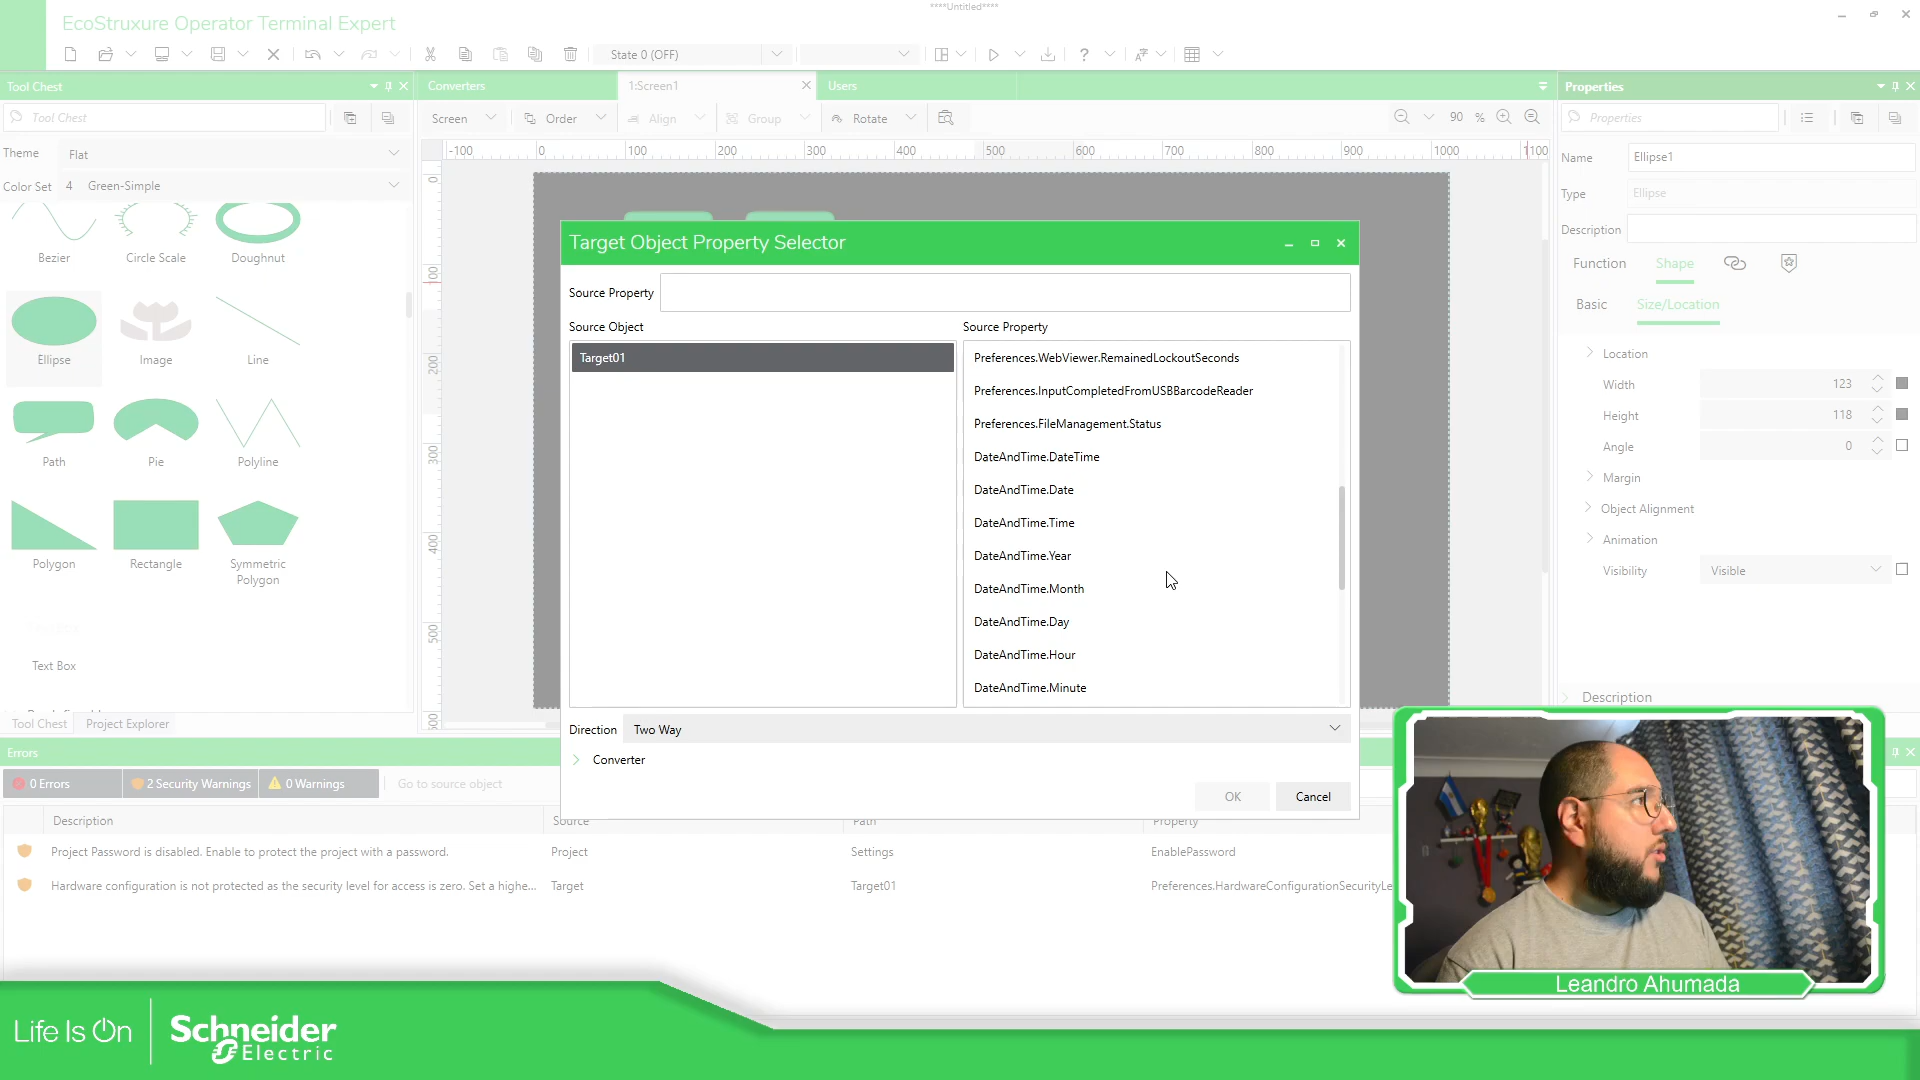 ****Untitled****
EcoStruxure Operator Terminal Expert
State 0 (OFF)
Tool Chest
Converters
1:Screen1
Users
Properties
Tool Chest
Screen
Order
Align
Group
Rotate
90 %
Properties
Theme
Flat
Color Set
4 Green-Simple
-100 0 100 200 300 400 500 600 700 800 900 1000 1100
0
100
200
300
400
500
Name
Ellipse1
Type
Ellipse
Description
Function
Shape
Basic
Size/Location
Location
Width
123
Height
118
Angle
0
Margin
Object Alignment
Animation
Visibility
Visible
Description
Bezier
Circle Scale
Doughnut
Ellipse
Image
Line
Path
Pie
Polyline
Polygon
Rectangle
Symmetric
Polygon
Text Box
Tool Chest
Project Explorer
Target Object Property Selector
Source Property
Source Object
Source Property
Target01
Preferences.WebViewer.RemainedLockoutSeconds
Preferences.InputCompletedFromUSBBarcodeReader
Preferences.FileManagement.Status
DateAndTime.DateTime
DateAndTime.Date
DateAndTime.Time
DateAndTime.Year
DateAndTime.Month
DateAndTime.Day
DateAndTime.Hour
DateAndTime.Minute
Direction
Two Way
Converter
OK
Cancel
Errors
0 Errors
2 Security Warnings
0 Warnings
Go to source object
Description
Source
Path
Property
Project Password is disabled. Enable to protect the project with a password.
Project
Settings
EnablePassword
Hardware configuration is not protected as the security level for access is zero. Set a highe...
Target
Target01
Preferences.HardwareConfigurationSecurityLe
Leandro Ahumada
Life Is On
Schneider
Electric